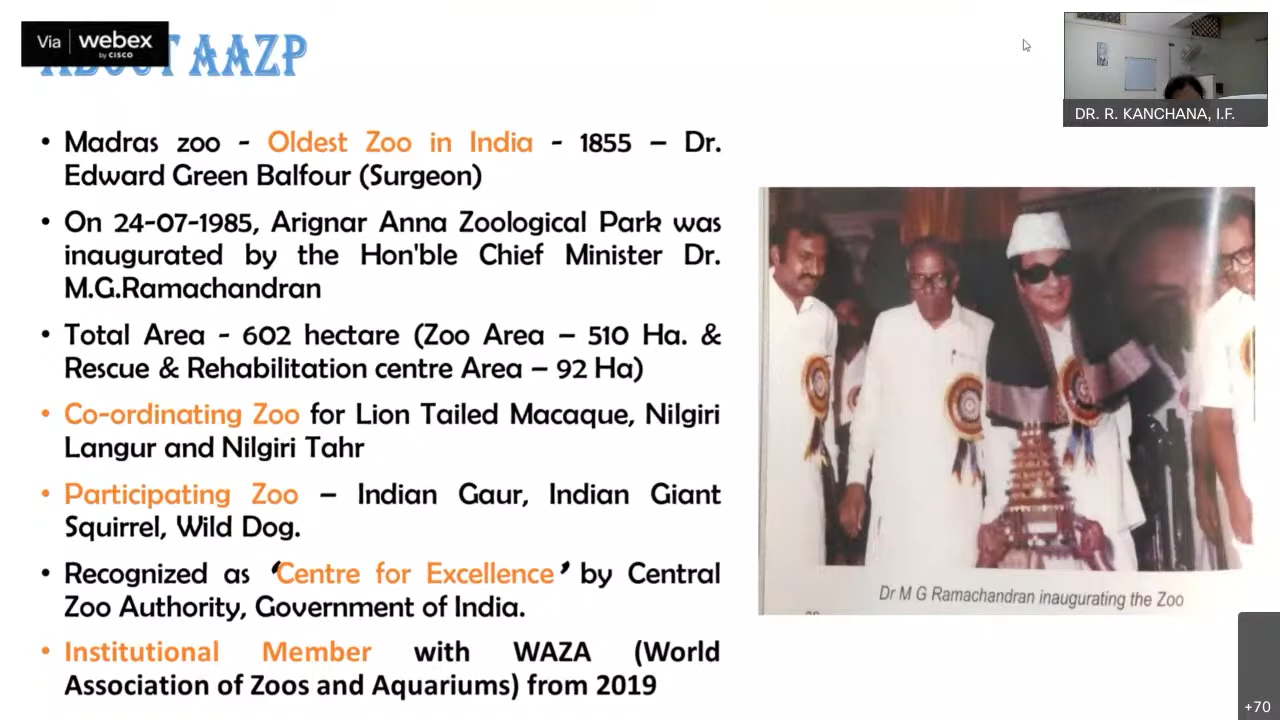 Via webex
by CISCO
ABOUT AAZP
DR. R. KANCHANA, I.F.
• Madras zoo - Oldest Zoo in India - 1855 – Dr.
Edward Green Balfour (Surgeon)
• On 24-07-1985, Arignar Anna Zoological Park was
inaugurated by the Hon'ble Chief Minister Dr.
M.G.Ramachandran
• Total Area - 602 hectare (Zoo Area – 510 Ha. &
Rescue & Rehabilitation centre Area – 92 Ha)
• Co-ordinating Zoo for Lion Tailed Macaque, Nilgiri
Langur and Nilgiri Tahr
• Participating Zoo – Indian Gaur, Indian Giant
Squirrel, Wild Dog.
• Recognized as ‘Centre for Excellence’ by Central
Zoo Authority, Government of India.
• Institutional Member with WAZA (World
Association of Zoos and Aquariums) from 2019
Dr M G Ramachandran inaugurating the Zoo
+70